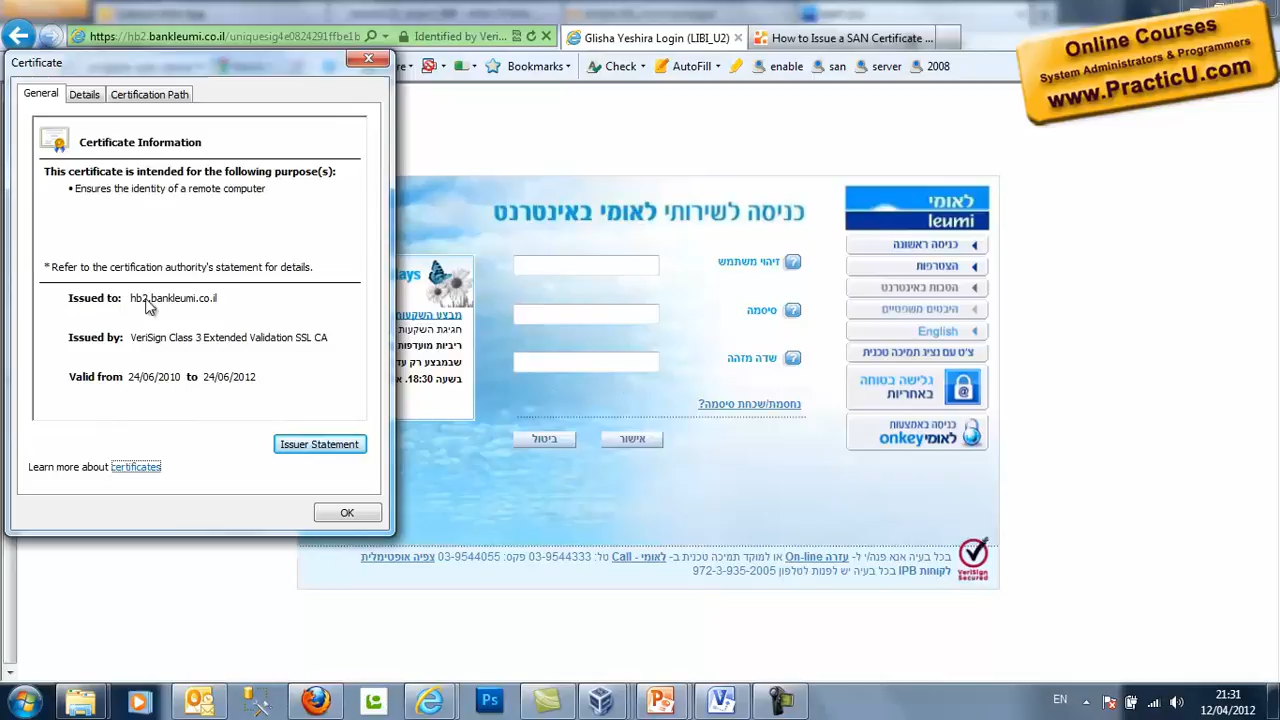 https://hb2.bankleumi.co.il/uniquesig4e0824291ffbe1b
Identified by Veri...
Glisha Yeshira Login (LIBI_U2)
How to Issue a SAN Certificate ...
Bookmarks
Check
AutoFill
enable
san
server
2008
Online Courses
System Administrators & Programmers
www.PracticU.com
Certificate
General
Details
Certification Path
Certificate Information
This certificate is intended for the following purpose(s):
• Ensures the identity of a remote computer
* Refer to the certification authority's statement for details.
Issued to: hb2.bankleumi.co.il
Issued by: VeriSign Class 3 Extended Validation SSL CA
Valid from 24/06/2010 to 24/06/2012
Issuer Statement
Learn more about certificates
OK
כניסה לשירותי לאומי באינטרנט
לאומי
leumi
זיהוי משתמש
סיסמה
שדה מזהה
נחסמת/שכחת סיסמה?
אישור
ביטול
כניסה ראשונה
הצטרפות
הטבות באינטרנט
היבטים משפטיים
English
צ'ט עם נציג תמיכה טכנית
גלישה בטוחה
באחריות
כניסה באמצעות
לאומי onkey
days
מבצע השקעות
חגיגת השקעות
ריביות מועדפות
שבמבצע רק עד
בשעה 18:30. א
בכל בעיה אנא פנה/י ל- עזרה On-line או למוקד תמיכה טכנית ב- לאומי - Call טל: 03-9544333 פקס: 03-9544055 צפיה אופטימלית
לקוחות IPB בכל בעיה יש לפנות לטלפון 972-3-935-2005
VeriSign
Secured
Ps
EN
21:31
12/04/2012